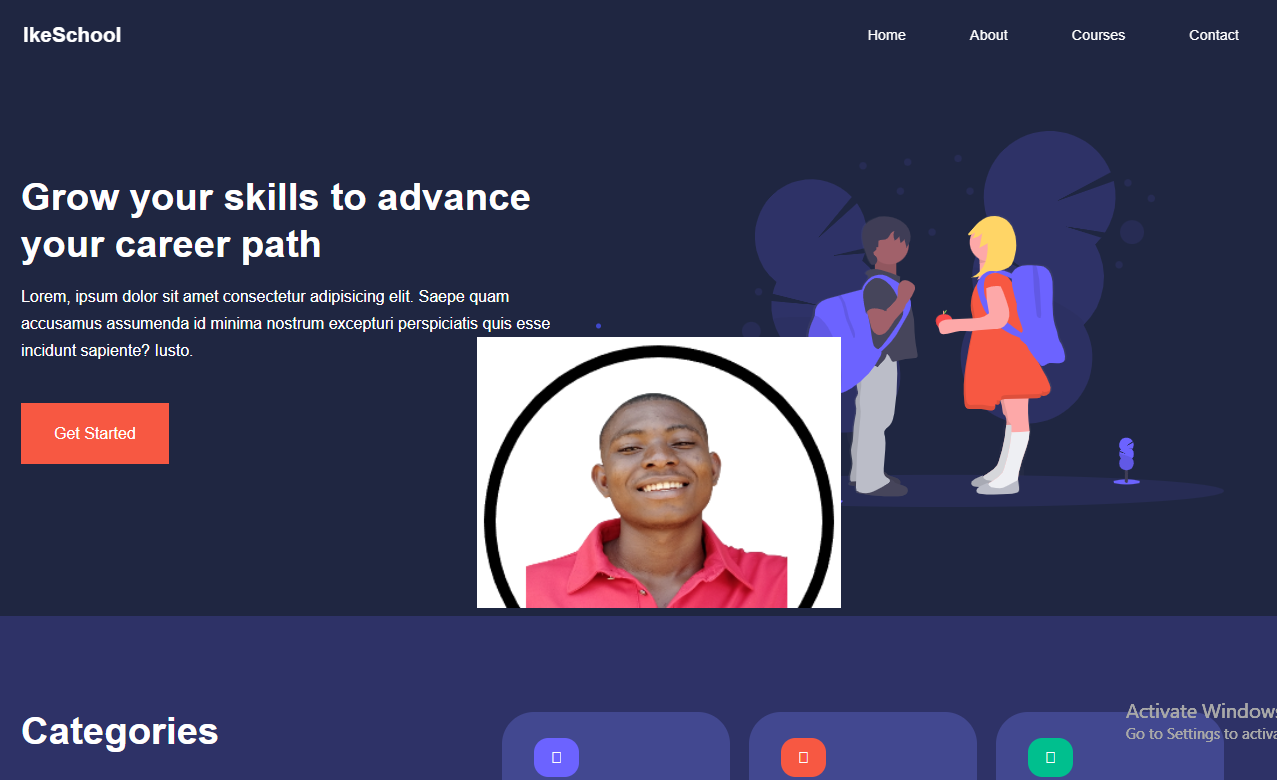 IkeSchool
Home About Courses Contact
Grow your skills to advance
your career path
Lorem, ipsum dolor sit amet consectetur adipisicing elit. Saepe quam
accusamus assumenda id minima nostrum excepturi perspiciatis quis esse
incidunt sapiente? Iusto.
Get Started
Categories
Activate Windows
Go to Settings to activa